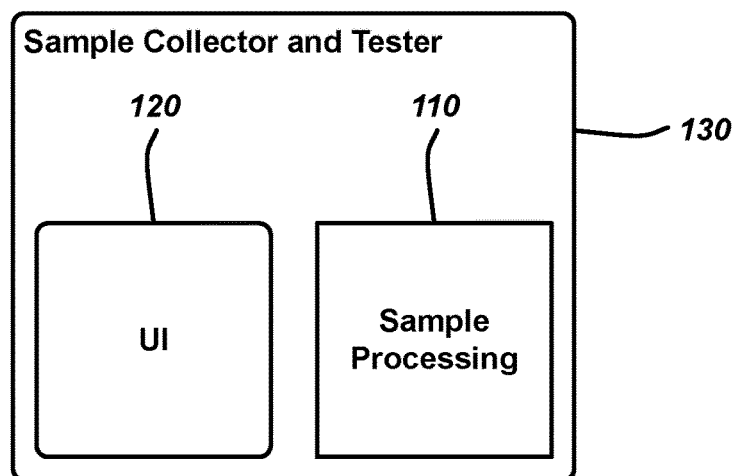 Sample Collector and Tester
120
110
130
UI
Sample
Processing